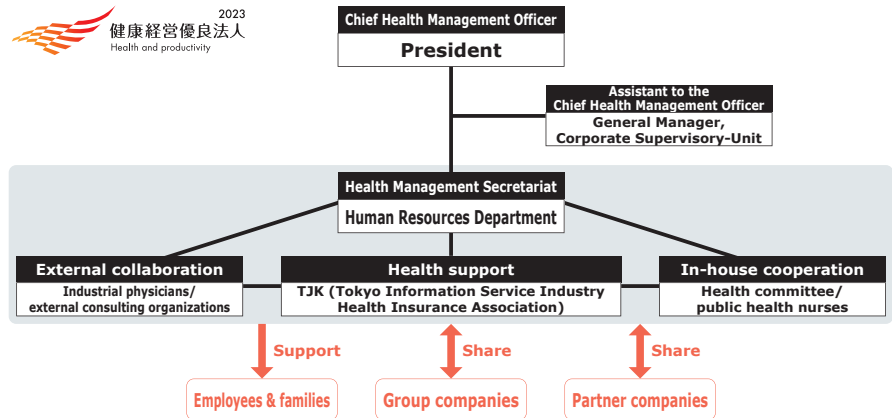 2023
健康経営優良法人
Health and productivity
Chief Health Management Officer
President
Assistant to the
Chief Health Management Officer
General Manager,
Corporate Supervisory-Unit
Health Management Secretariat
Human Resources Department
External collaboration
Industrial physicians/
external consulting organizations
Health support
TJK (Tokyo Information Service Industry
Health Insurance Association)
In-house cooperation
Health committee/
public health nurses
Support
Share
Share
Employees & families
Group companies
Partner companies